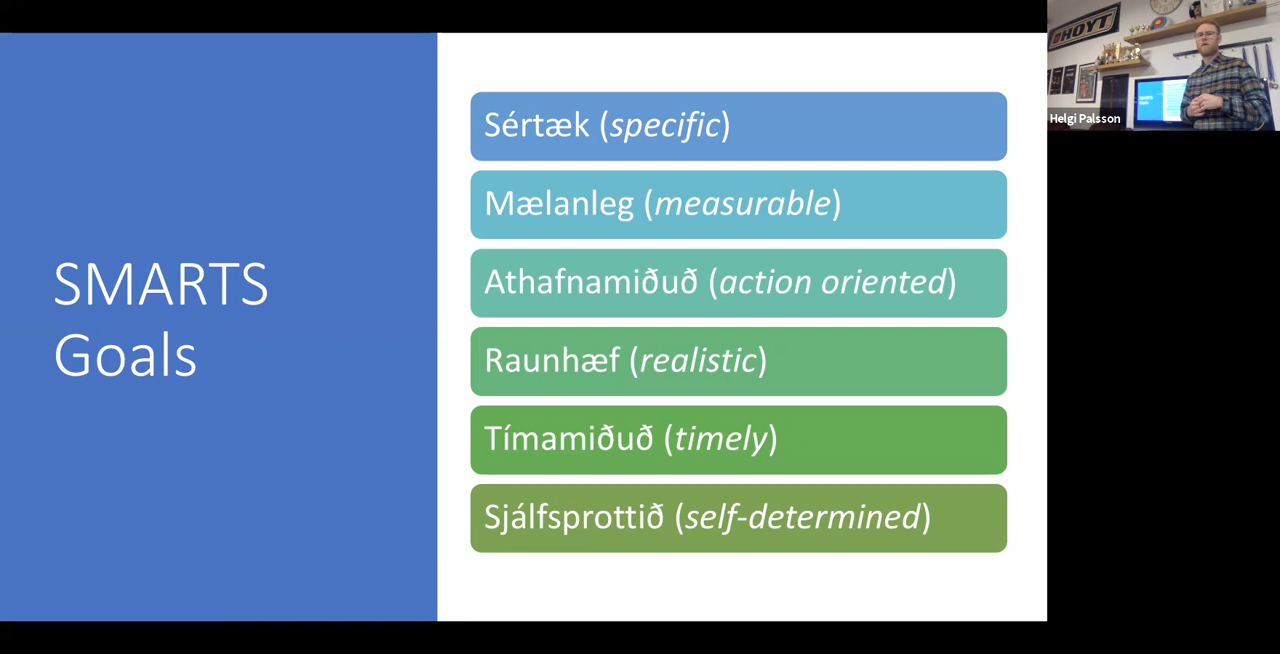 SMARTS
Goals
Sértæk (specific)
Mælanleg (measurable)
Athafnamiðuð (action oriented)
Raunhæf (realistic)
Tímamiðuð (timely)
Sjálfsprottið (self-determined)
HOYT
Helgi Palsson